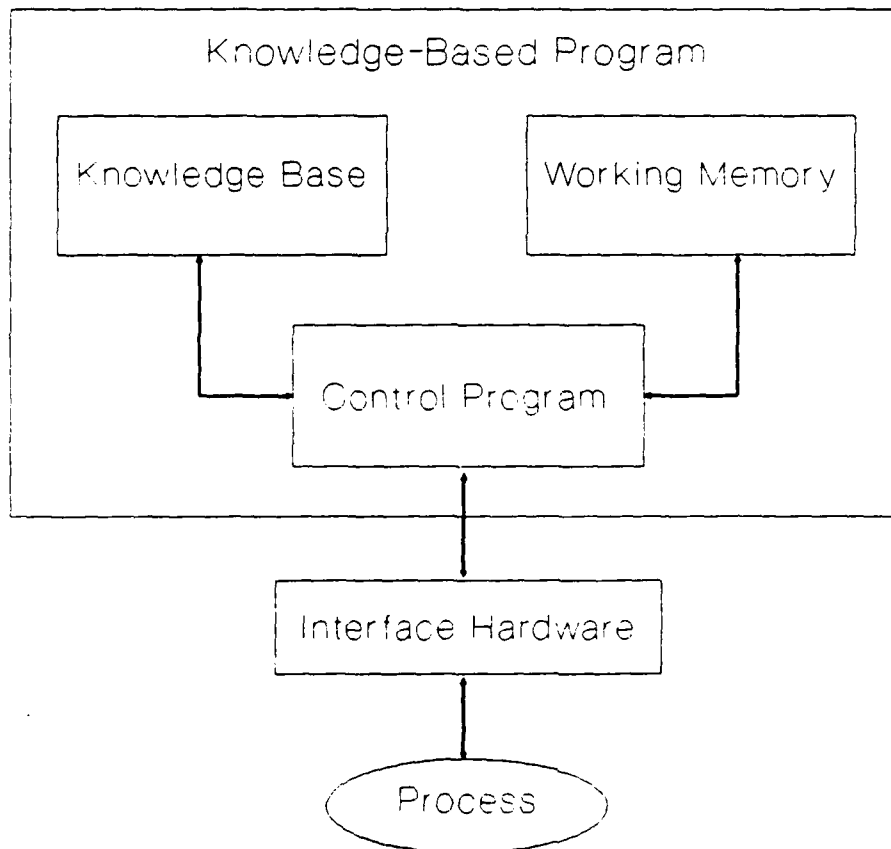 Knowledge-Based Program
Knowledge Base
Working Memory
Control Program
Interface Hardware
Process